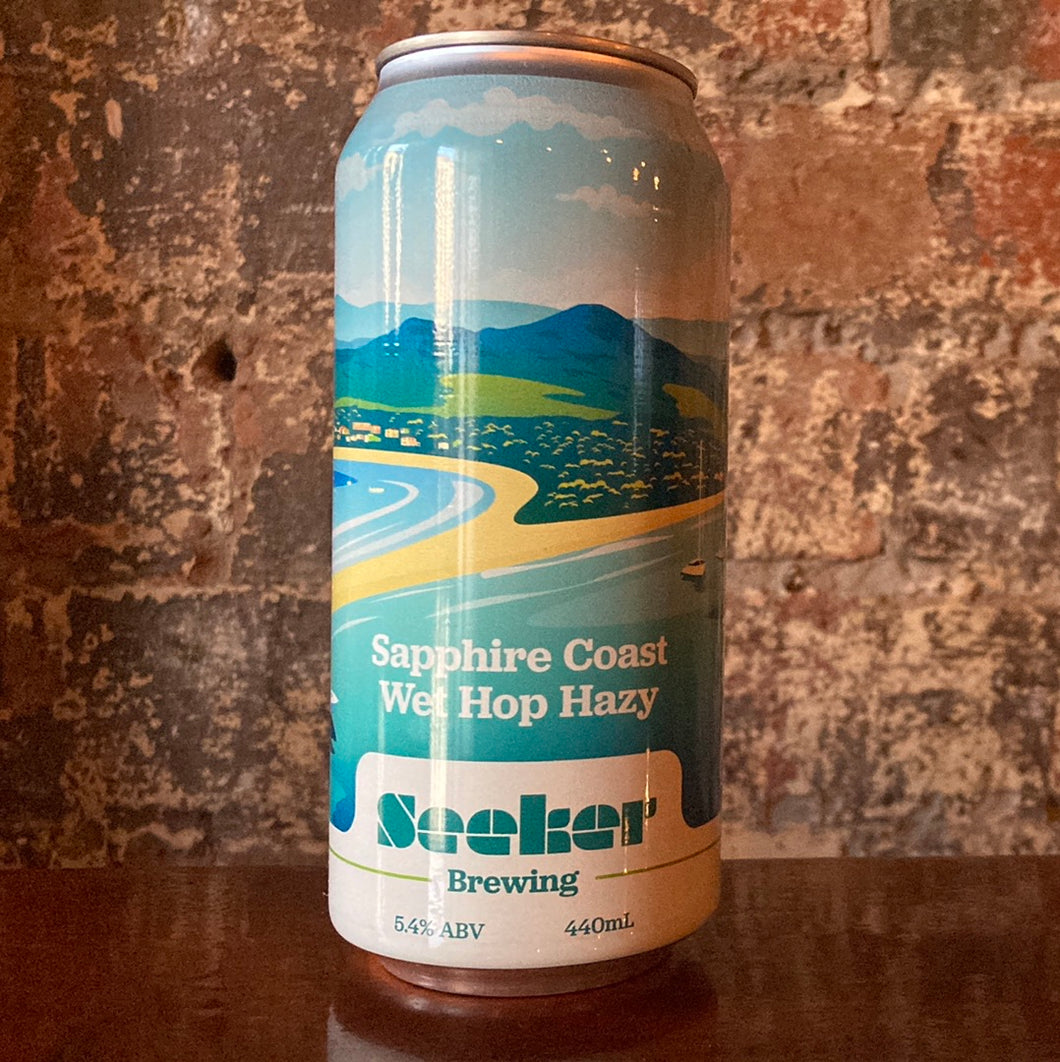 Sapphire Coast
Wet Hop Hazy
Seeker
Brewing
5.4% ABV 440mL